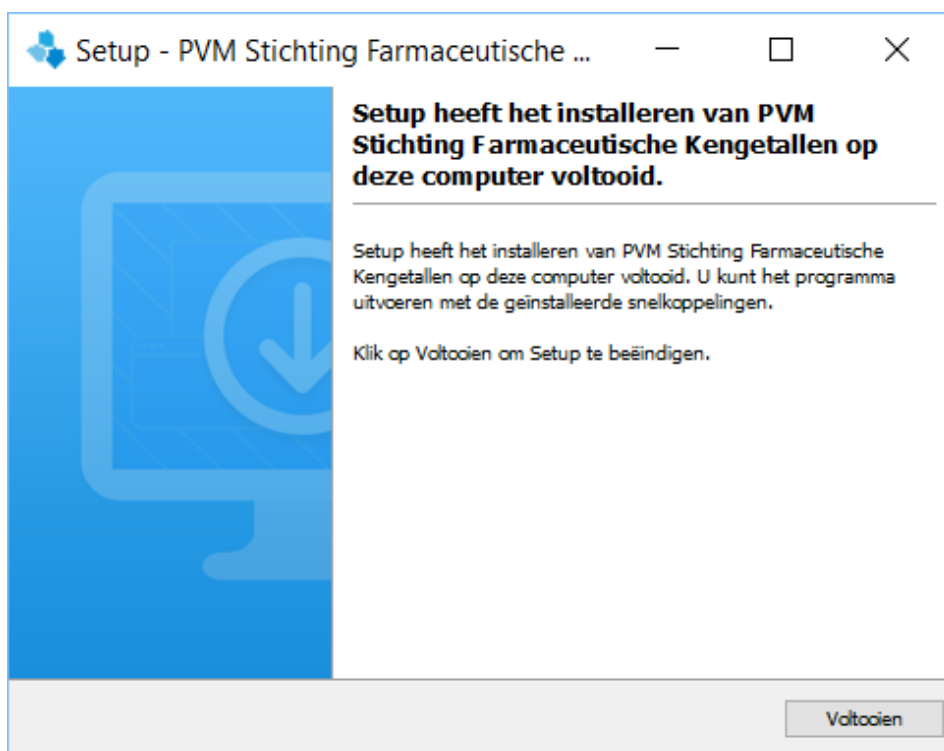 Setup - PVM Stichting Farmaceutische ...
Setup heeft het installeren van PVM
Stichting Farmaceutische Kengetallen op
deze computer voltooid.
Setup heeft het installeren van PVM Stichting Farmaceutische
Kengetallen op deze computer voltooid. U kunt het programma
uitvoeren met de geïnstalleerde snelkoppelingen.
Klik op Voltooien om Setup te beëindigen.
Voltooien